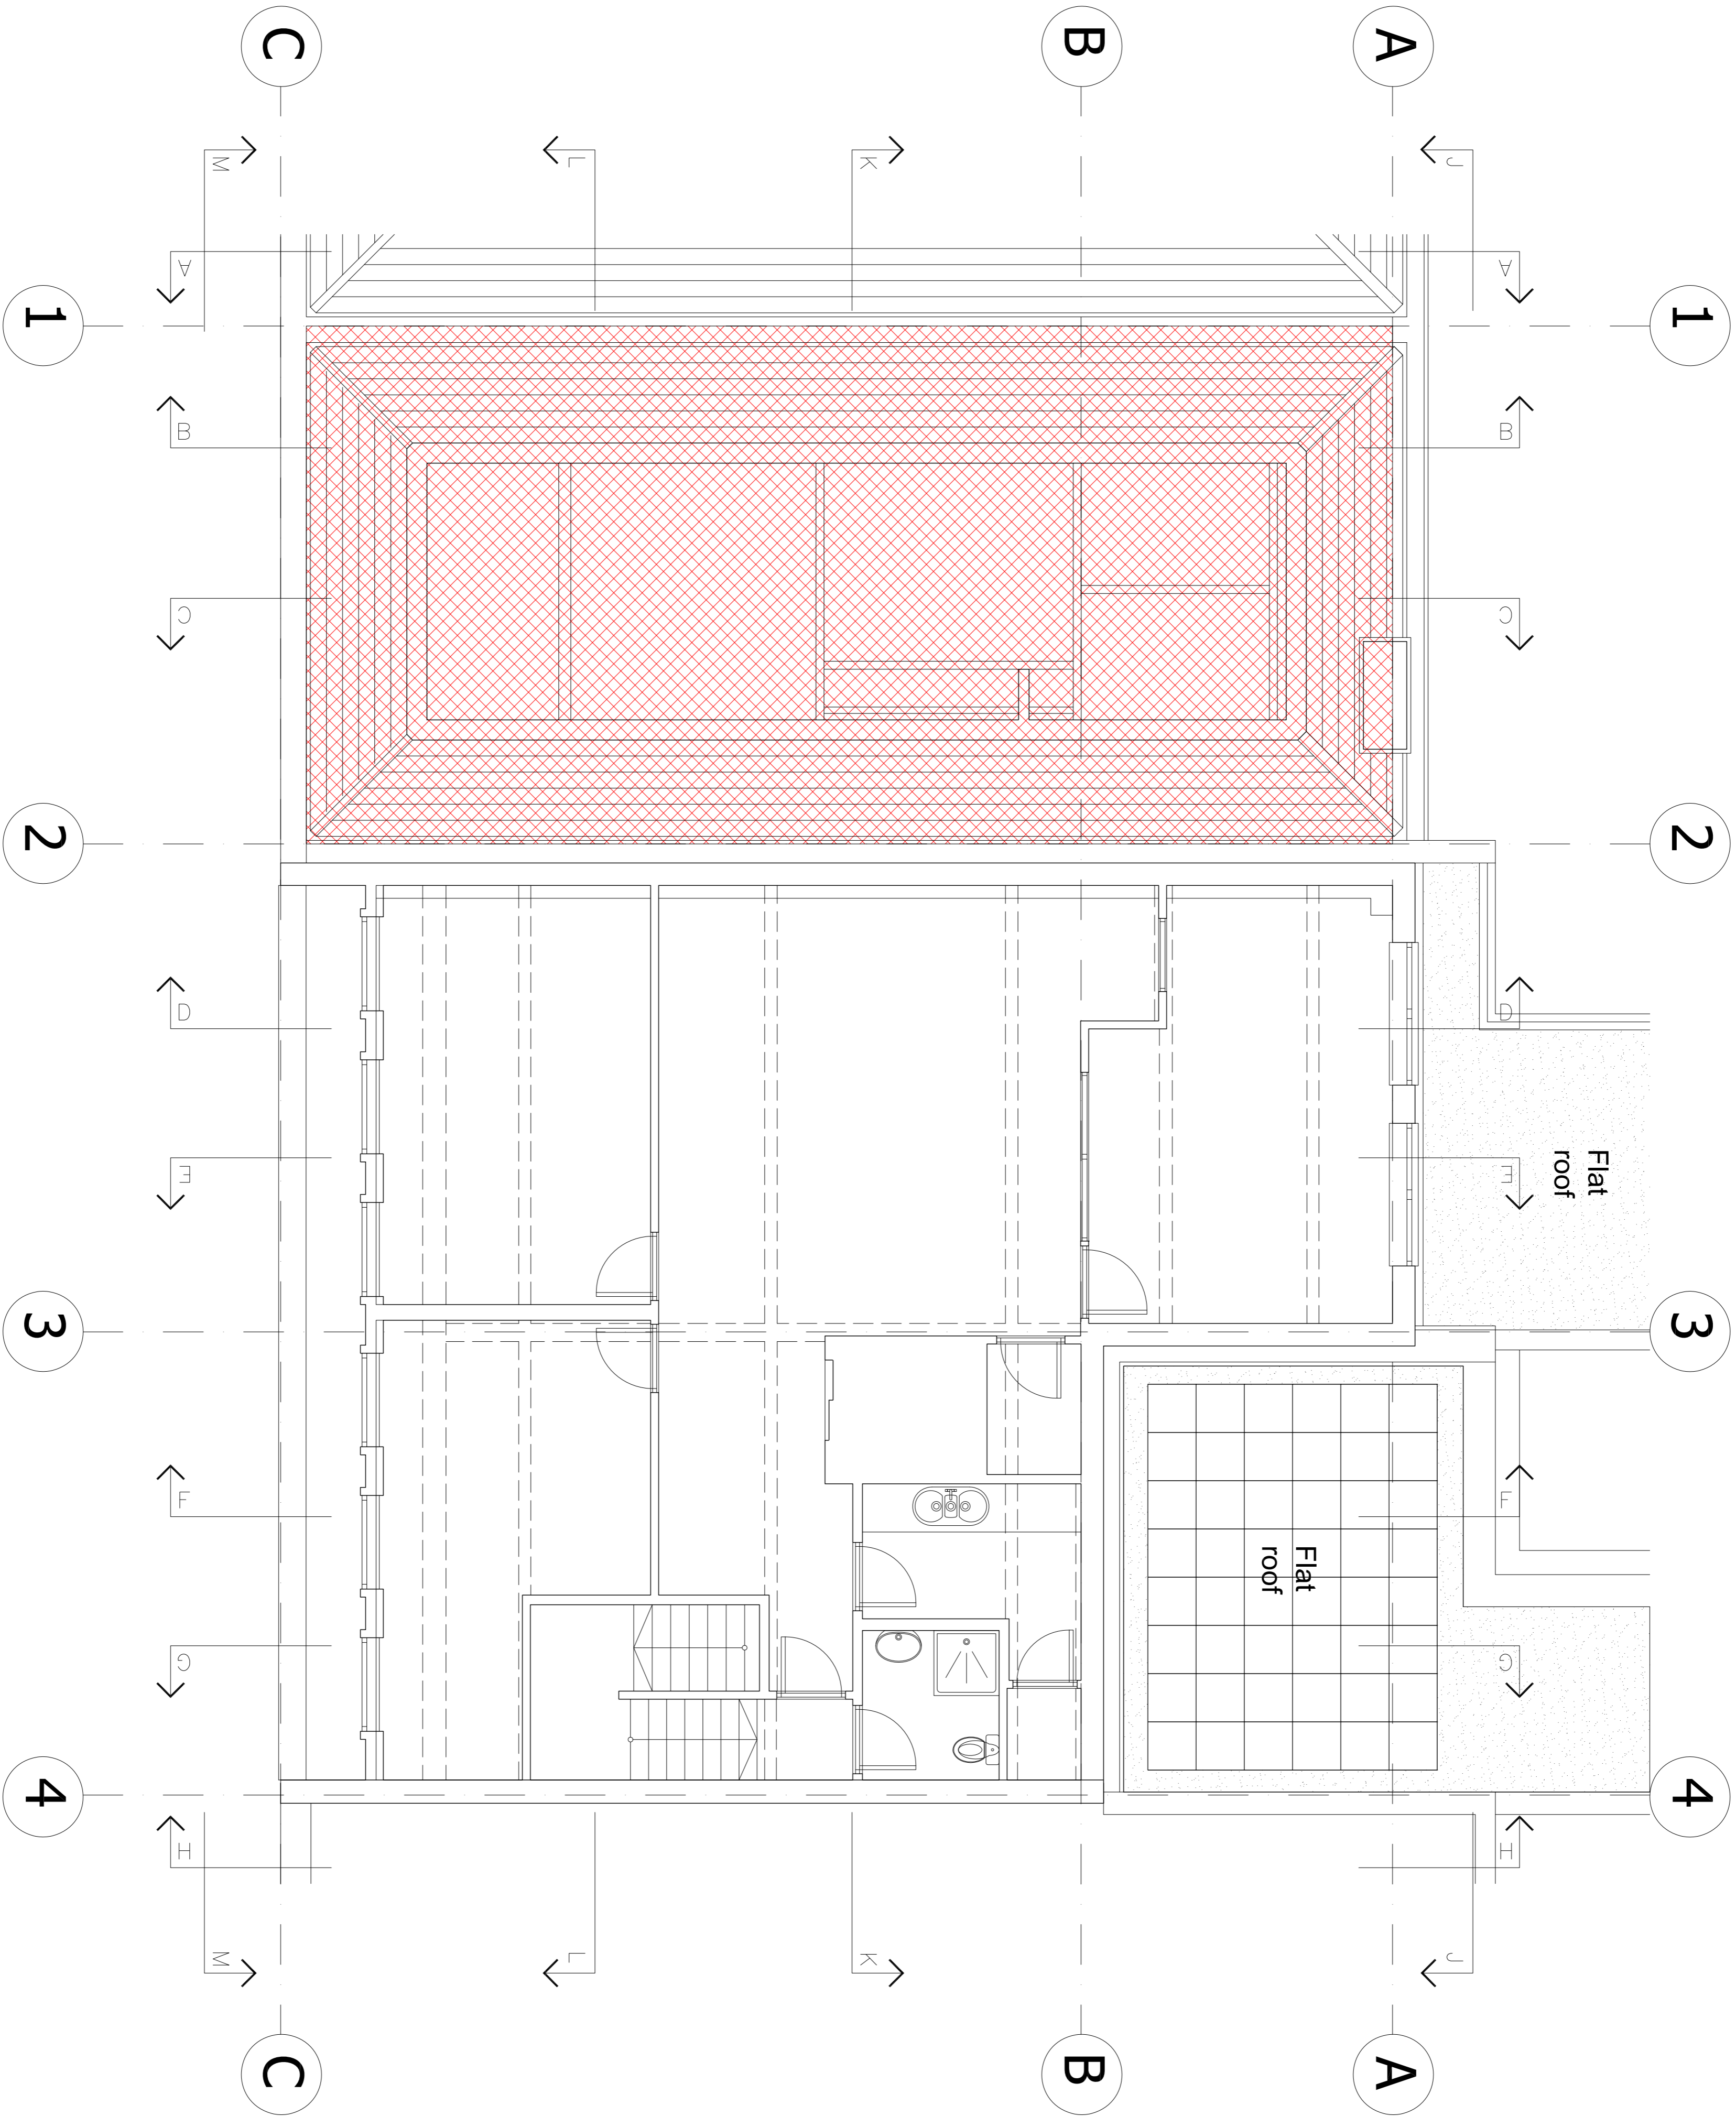 1 2 3 4
Flat
roof
A B C D E F G H
J J
A A
Flat
roof
B B
K K
L L
C C
M M
A B C D E F G H
1 2 3 4